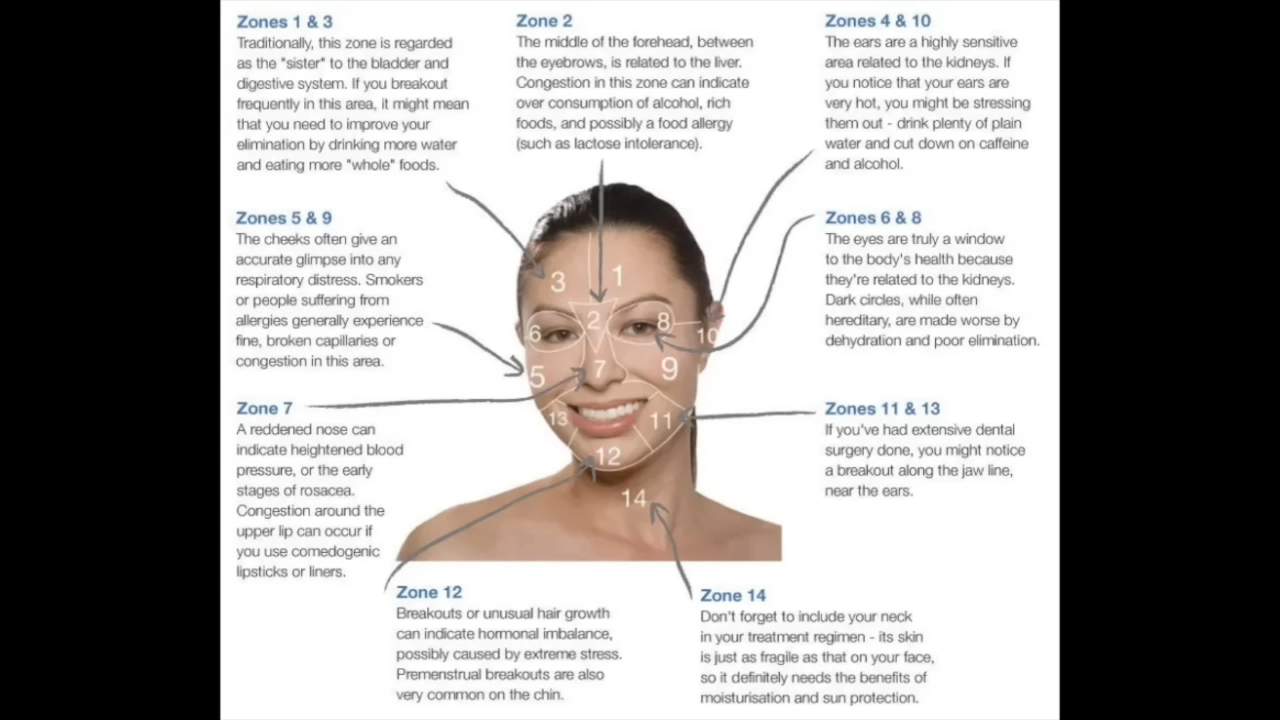 Zones 1 & 3
Traditionally, this zone is regarded
as the "sister" to the bladder and
digestive system. If you breakout
frequently in this area, it might mean
that you need to improve your
elimination by drinking more water
and eating more "whole" foods.
Zone 2
The middle of the forehead, between
the eyebrows, is related to the liver.
Congestion in this zone can indicate
over consumption of alcohol, rich
foods, and possibly a food allergy
(such as lactose intolerance).
Zones 4 & 10
The ears are a highly sensitive
area related to the kidneys. If
you notice that your ears are
very hot, you might be stressing
them out - drink plenty of plain
water and cut down on caffeine
and alcohol.
Zones 5 & 9
The cheeks often give an
accurate glimpse into any
respiratory distress. Smokers
or people suffering from
allergies generally experience
fine, broken capillaries or
congestion in this area.
Zones 6 & 8
The eyes are truly a window
to the body's health because
they're related to the kidneys.
Dark circles, while often
hereditary, are made worse by
dehydration and poor elimination.
3
1
2
8
6
10
7
9
5
13
11
12
14
Zone 7
A reddened nose can
indicate heightened blood
pressure, or the early
stages of rosacea.
Congestion around the
upper lip can occur if
you use comedogenic
lipsticks or liners.
Zones 11 & 13
If you've had extensive dental
surgery done, you might notice
a breakout along the jaw line,
near the ears.
Zone 12
Breakouts or unusual hair growth
can indicate hormonal imbalance,
possibly caused by extreme stress.
Premenstrual breakouts are also
very common on the chin.
Zone 14
Don't forget to include your neck
in your treatment regimen - its skin
is just as fragile as that on your face,
so it definitely needs the benefits of
moisturisation and sun protection.